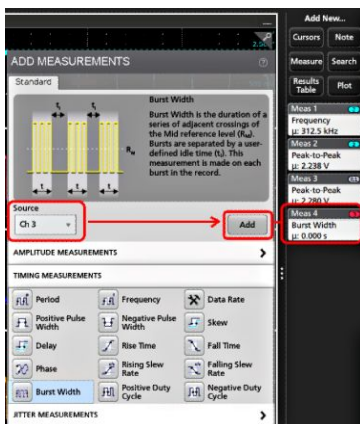 Add New...
Cursors Note
Measure Search
Results Table Plot
ADD MEASUREMENTS
Standard
Burst Width
Burst Width is the duration of a
series of adjacent crossings of
the Mid reference level (RM).
Bursts are separated by a user-
defined idle time (tI). This
measurement is made on each
burst in the record.
Source
Ch 3
Add
AMPLITUDE MEASUREMENTS
TIMING MEASUREMENTS
Period Frequency Data Rate
Positive Pulse Width Negative Pulse Width Skew
Delay Rise Time Fall Time
Phase Rising Slew Rate Falling Slew Rate
Burst Width Positive Duty Cycle Negative Duty Cycle
JITTER MEASUREMENTS
Meas 1
Frequency
µ: 312.5 kHz
Meas 2
Peak-to-Peak
µ: 2.238 V
Meas 3
Peak-to-Peak
µ: 2.280 V
Meas 4
Burst Width
µ: 0.000 s